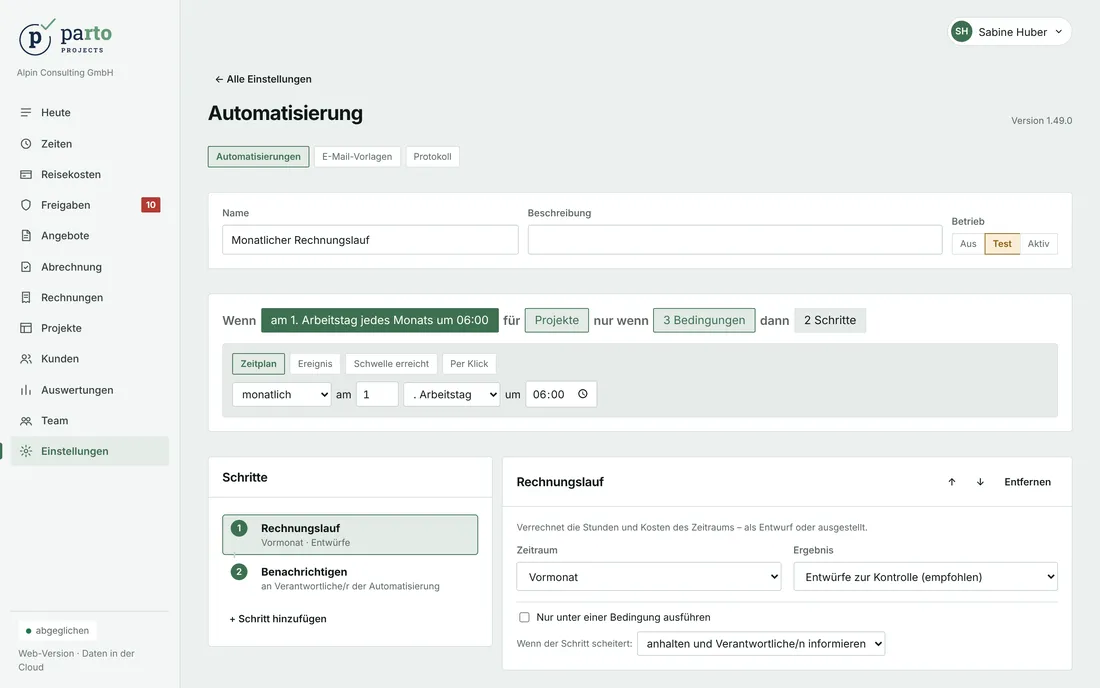 p parto
PROJECTS
Alpin Consulting GmbH
Heute
Zeiten
Reisekosten
Freigaben 10
Angebote
Abrechnung
Rechnungen
Projekte
Kunden
Auswertungen
Team
Einstellungen
abgeglichen
Web-Version · Daten in der
Cloud
SH Sabine Huber
← Alle Einstellungen
Automatisierung
Version 1.49.0
Automatisierungen E-Mail-Vorlagen Protokoll
Name Beschreibung Betrieb
Monatlicher Rechnungslauf Aus Test Aktiv
Wenn am 1. Arbeitstag jedes Monats um 06:00 für Projekte nur wenn 3 Bedingungen dann 2 Schritte
Zeitplan Ereignis Schwelle erreicht Per Klick
monatlich am 1 . Arbeitstag um 06:00
Schritte
1 Rechnungslauf
Vormonat · Entwürfe
2 Benachrichtigen
an Verantwortliche/r der Automatisierung
+ Schritt hinzufügen
Rechnungslauf ↑ ↓ Entfernen
Verrechnet die Stunden und Kosten des Zeitraums – als Entwurf oder ausgestellt.
Zeitraum Ergebnis
Vormonat Entwürfe zur Kontrolle (empfohlen)
Nur unter einer Bedingung ausführen
Wenn der Schritt scheitert: anhalten und Verantwortliche/n informieren